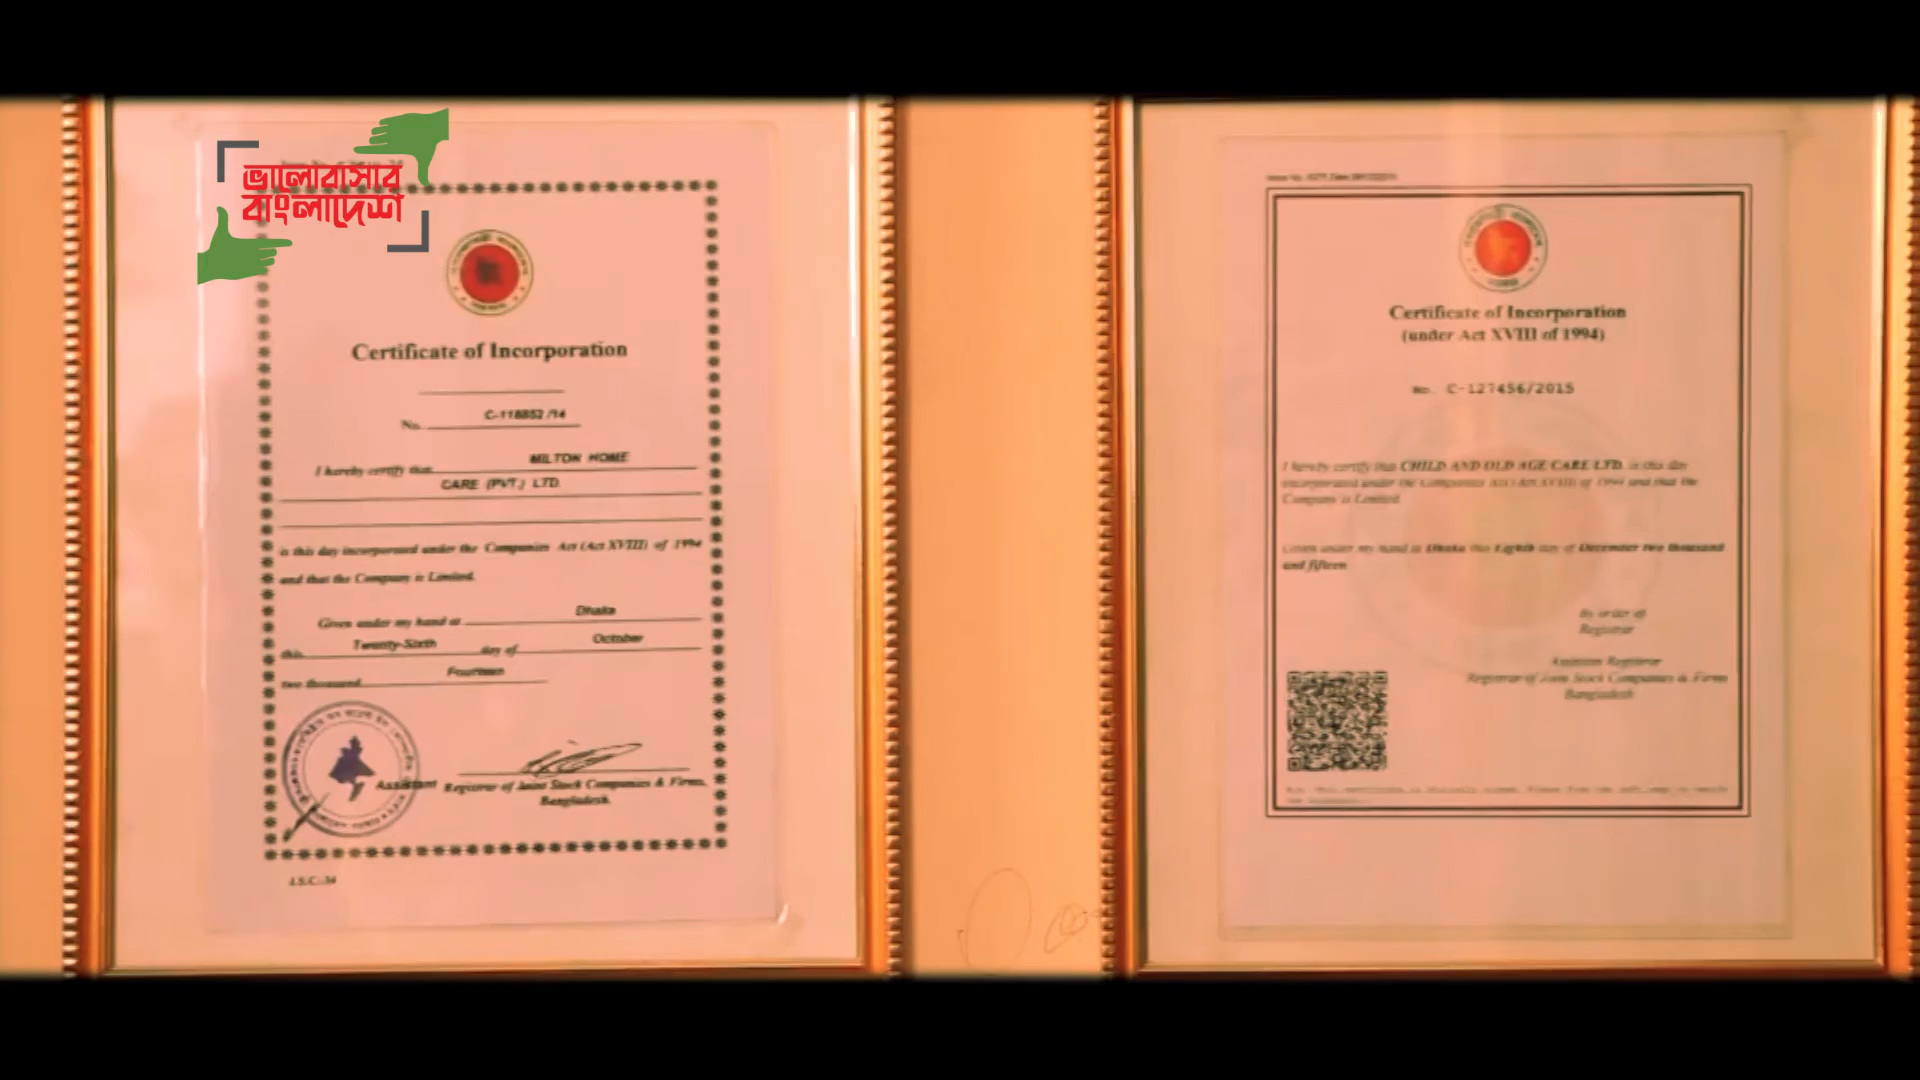 ভালোবাসার
বাংলাদেশ
Certificate of Incorporation
No. C-118852 /14
I hereby certify that MILTON HOME
CARE (PVT.) LTD.
is this day incorporated under the Companies Act (Act XVIII) of 1994
and that the Company is Limited.
Given under my hand at Dhaka
this Twenty-Sixth day of October
two thousand Fourteen
Assistant Registrar of Joint Stock Companies & Firms
Bangladesh.
J.S.C.-34
Certificate of Incorporation
(under Act XVIII of 1994)
No. C-127456/2015
I hereby certify that CHILD AND OLD AGE CARE LTD. is this day
incorporated under the Companies Act (Act XVIII) of 1994 and that the
Company is Limited
Given under my hand at Dhaka this Eighth day of December two thousand
and fifteen
By order of
Registrar
Assistant Registrar
Registrar of Joint Stock Companies & Firms
Bangladesh